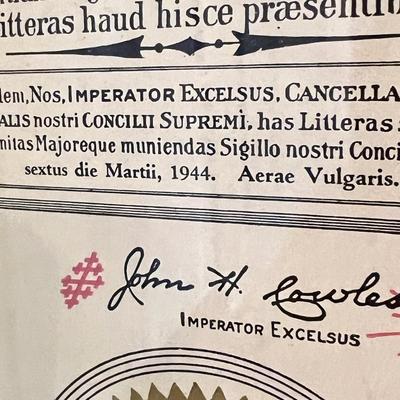 litteras haud hisce præsentib
dem, Nos, IMPERATOR EXCELSUS, CANCELLA
ALIS nostri CONCILII SUPREMI, has Litteras
nitas Majoreque muniendas Sigillo nostri Conci
sextus die Martii, 1944. Aerae Vulgaris.
John H. Cowles
IMPERATOR EXCELSUS